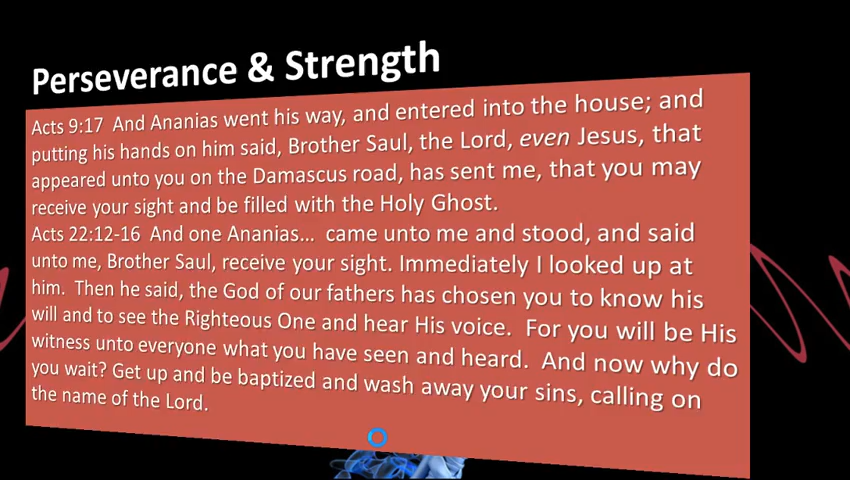 Perseverance & Strength
Acts 9:17 And Ananias went his way, and entered into the house; and
putting his hands on him said, Brother Saul, the Lord, even Jesus, that
appeared unto you on the Damascus road, has sent me, that you may
receive your sight and be filled with the Holy Ghost.
Acts 22:12-16 And one Ananias… came unto me and stood, and said
unto me, Brother Saul, receive your sight. Immediately I looked up at
him. Then he said, the God of our fathers has chosen you to know his
will and to see the Righteous One and hear His voice. For you will be His
witness unto everyone what you have seen and heard. And now why do
you wait? Get up and be baptized and wash away your sins, calling on
the name of the Lord.